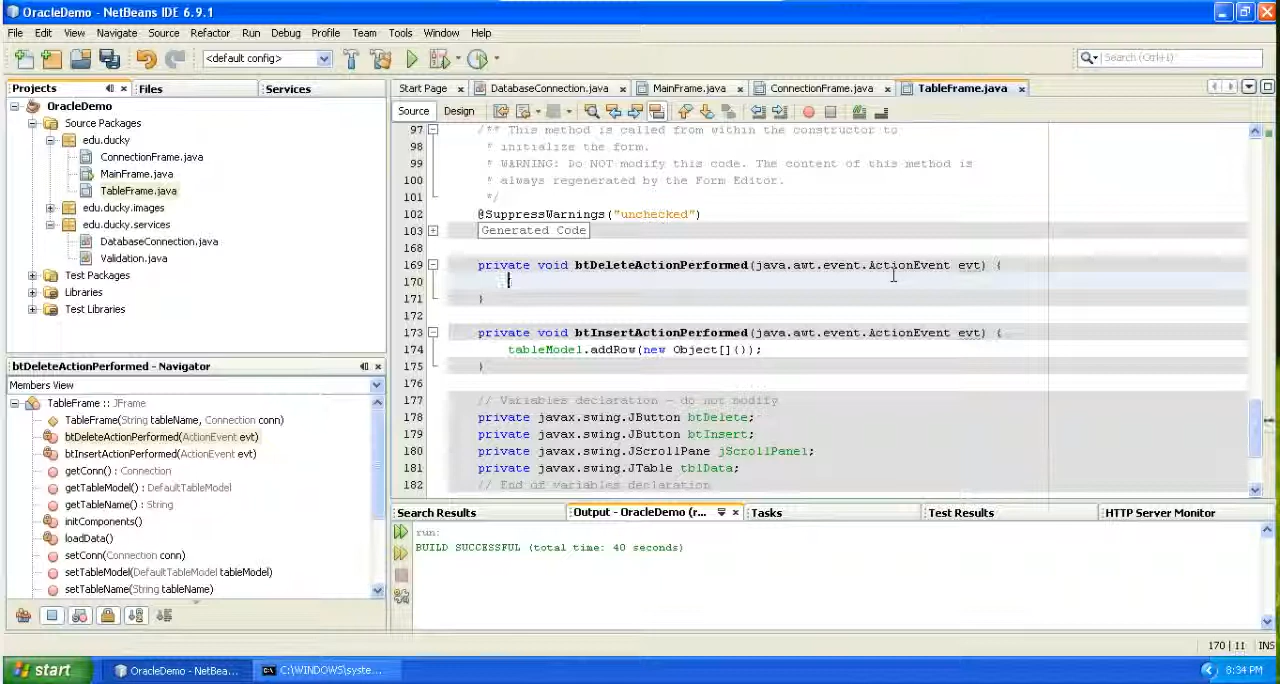 OracleDemo - NetBeans IDE 6.9.1
File Edit View Navigate Source Refactor Run Debug Profile Team Tools Window Help
<default config>
Search (Ctrl+I)
Projects
Files
Services
Start Page
DatabaseConnection.java
MainFrame.java
ConnectionFrame.java
TableFrame.java
OracleDemo
Source Packages
edu.ducky
ConnectionFrame.java
MainFrame.java
TableFrame.java
edu.ducky.images
edu.ducky.services
DatabaseConnection.java
Validation.java
Test Packages
Libraries
Test Libraries
Source Design
97 /** This method is called from within the constructor to
98 * initialize the form.
99 * WARNING: Do NOT modify this code. The content of this method is
100 * always regenerated by the Form Editor.
101 */
102 @SuppressWarnings("unchecked")
103 Generated Code
168
169 private void btDeleteActionPerformed(java.awt.event.ActionEvent evt) {
170
171 }
172
173 private void btInsertActionPerformed(java.awt.event.ActionEvent evt) {
174 tableModel.addRow(new Object[]{});
175 }
176
177 // Variables declaration - do not modify
178 private javax.swing.JButton btDelete;
179 private javax.swing.JButton btInsert;
180 private javax.swing.JScrollPane jScrollPane1;
181 private javax.swing.JTable tblData;
182 // End of variables declaration
btDeleteActionPerformed - Navigator
Members View
TableFrame :: JFrame
TableFrame(String tableName, Connection conn)
btDeleteActionPerformed(ActionEvent evt)
btInsertActionPerformed(ActionEvent evt)
getConn() : Connection
getTableModel() : DefaultTableModel
getTableName() : String
initComponents()
loadData()
setConn(Connection conn)
setTableModel(DefaultTableModel tableModel)
setTableName(String tableName)
Search Results
Output - OracleDemo (r...
Tasks
Test Results
HTTP Server Monitor
run:
BUILD SUCCESSFUL (total time: 40 seconds)
170 | 11 INS
start
OracleDemo - NetBea...
C:\WINDOWS\syste...
8:34 PM